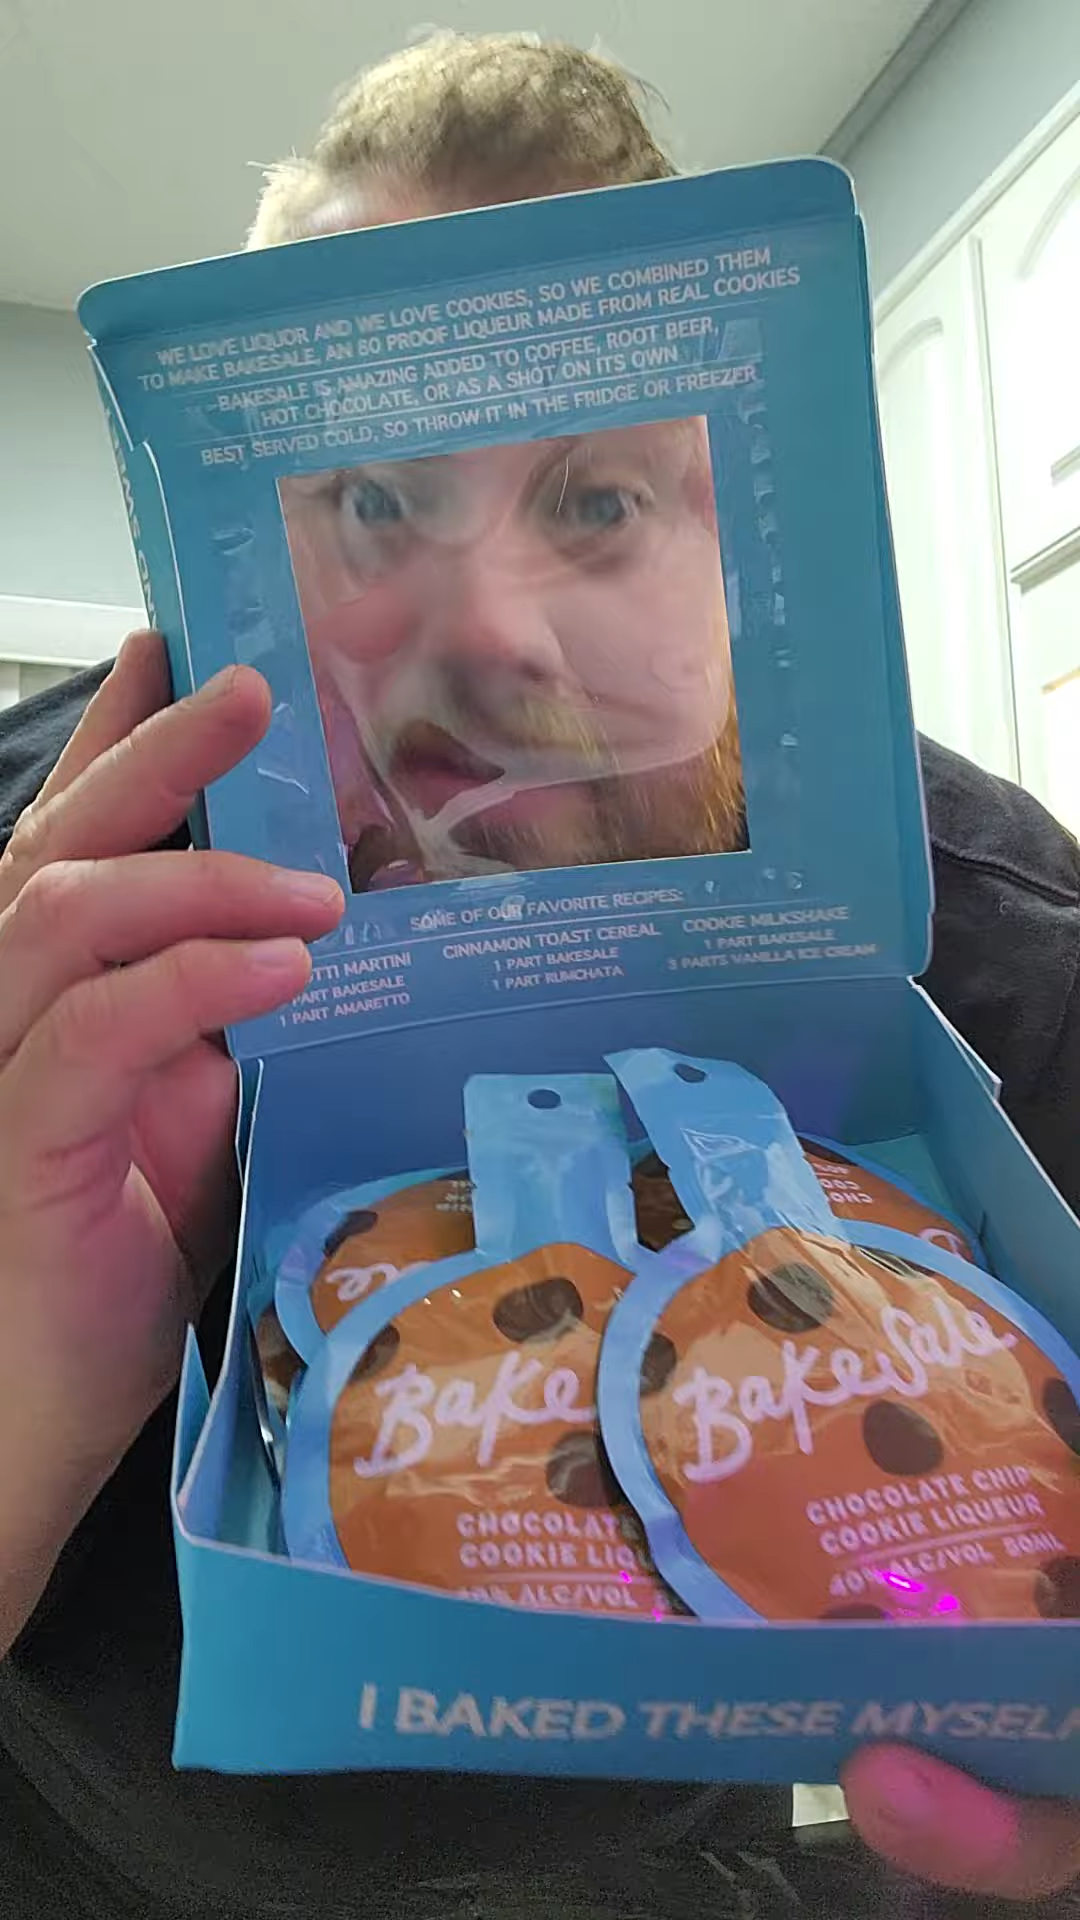 WE LOVE LIQUOR AND WE LOVE COOKIES, SO WE COMBINED THEM
TO MAKE BAKESALE, AN 80 PROOF LIQUEUR MADE FROM REAL COOKIES
BAKESALE IS AMAZING ADDED TO COFFEE, ROOT BEER,
HOT CHOCOLATE, OR AS A SHOT ON ITS OWN
BEST SERVED COLD, SO THROW IT IN THE FRIDGE OR FREEZER
SOME OF OUR FAVORITE RECIPES:
OTTI MARTINI
PART BAKESALE
1 PART AMARETTO
CINNAMON TOAST CEREAL
1 PART BAKESALE
1 PART RUMCHATA
COOKIE MILKSHAKE
1 PART BAKESALE
3 PARTS VANILLA ICE CREAM
Bake
CHOCOLATE
COOKIE LIQ
40% ALC/VOL
BakeSale
CHOCOLATE CHIP
COOKIE LIQUEUR
40% ALC/VOL 50ML
I BAKED THESE MYSELF